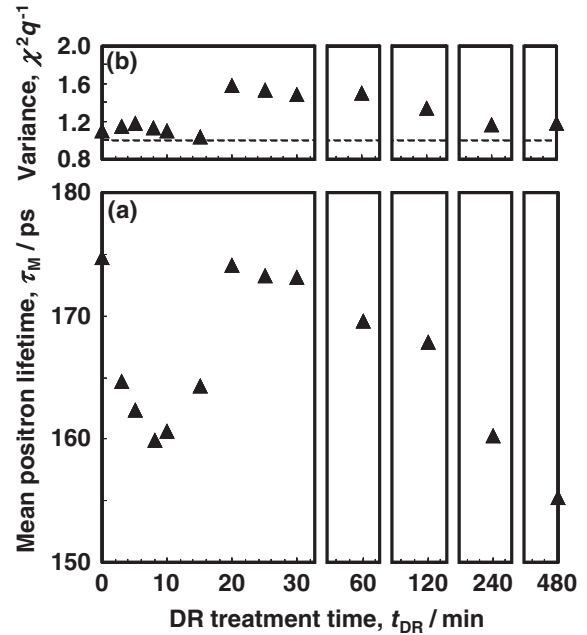 Variance, χ²q⁻¹
(b)
2.0
1.6
1.2
0.8
Mean positron lifetime, τM / ps
(a)
180
170
160
150
0 10 20 30 60 120 240 480
DR treatment time, tDR / min